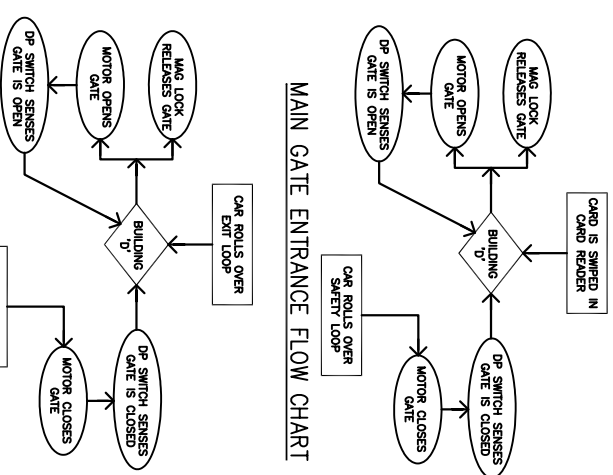 CARD IS SWIPED IN
CARD READER
MAG LOCK
RELEASES GATE
BUILDING
'D'
DP SWITCH SENSES
GATE IS CLOSED
MOTOR OPENS
GATE
MOTOR CLOSES
GATE
DP SWITCH SENSES
GATE IS OPEN
CAR ROLLS OVER
SAFETY LOOP
MAIN GATE ENTRANCE FLOW CHART
CAR ROLLS OVER
EXIT LOOP
MAG LOCK
RELEASES GATE
BUILDING
'D'
DP SWITCH SENSES
GATE IS CLOSED
MOTOR OPENS
GATE
MOTOR CLOSES
GATE
DP SWITCH SENSES
GATE IS OPEN